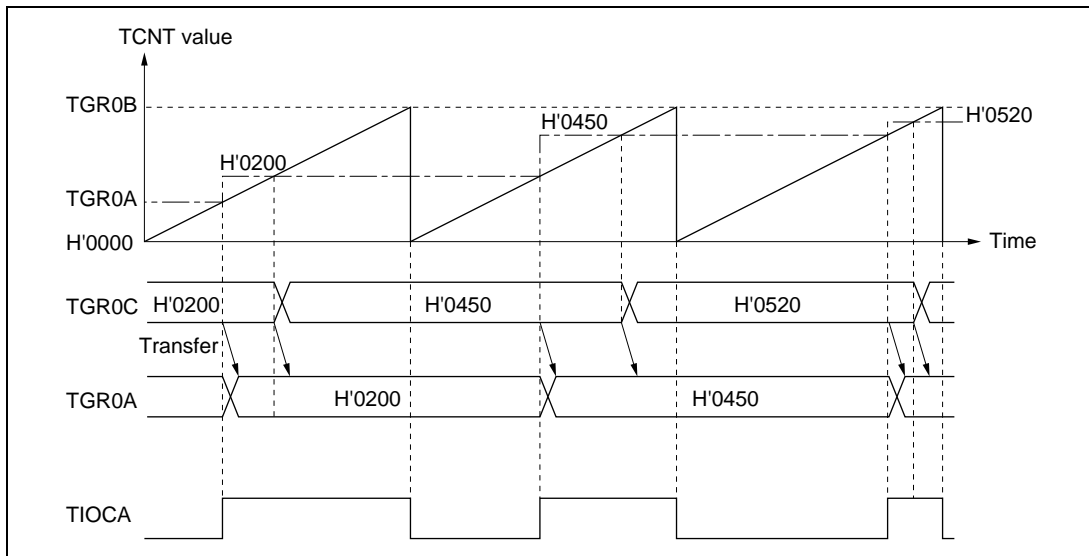 TCNT value
TGR0B
H'0450
H'0520
H'0200
TGR0A
H'0000
Time
TGR0C
H'0200
H'0450
H'0520
Transfer
TGR0A
H'0200
H'0450
TIOCA